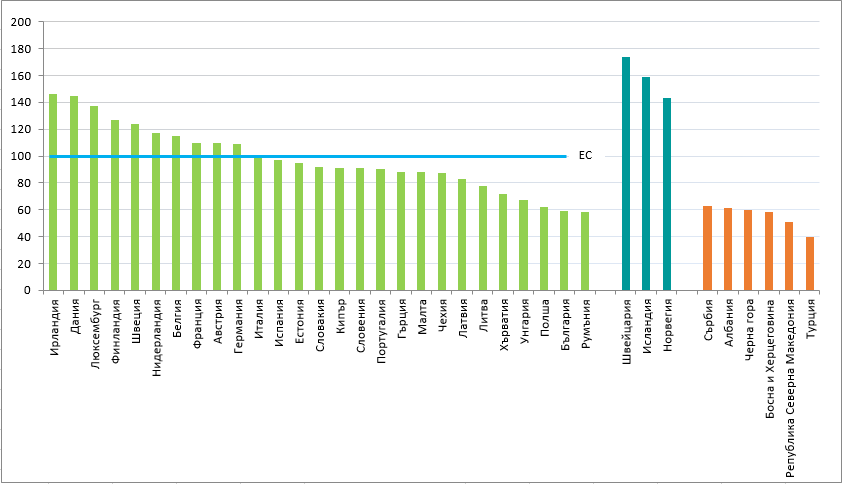 200
180
160
140
120
100
80
60
40
20
0
ЕС
Ирландия
Дания
Люксембург
Финландия
Швеция
Нидерландия
Белгия
Франция
Австрия
Германия
Италия
Испания
Естония
Словакия
Кипър
Словения
Португалия
Гърция
Малта
Чехия
Латвия
Литва
Хърватия
Унгария
Полша
България
Румъния
Швейцария
Исландия
Норвегия
Сърбия
Албания
Черна гора
Босна и Херцеговина
Република Северна Македония
Турция